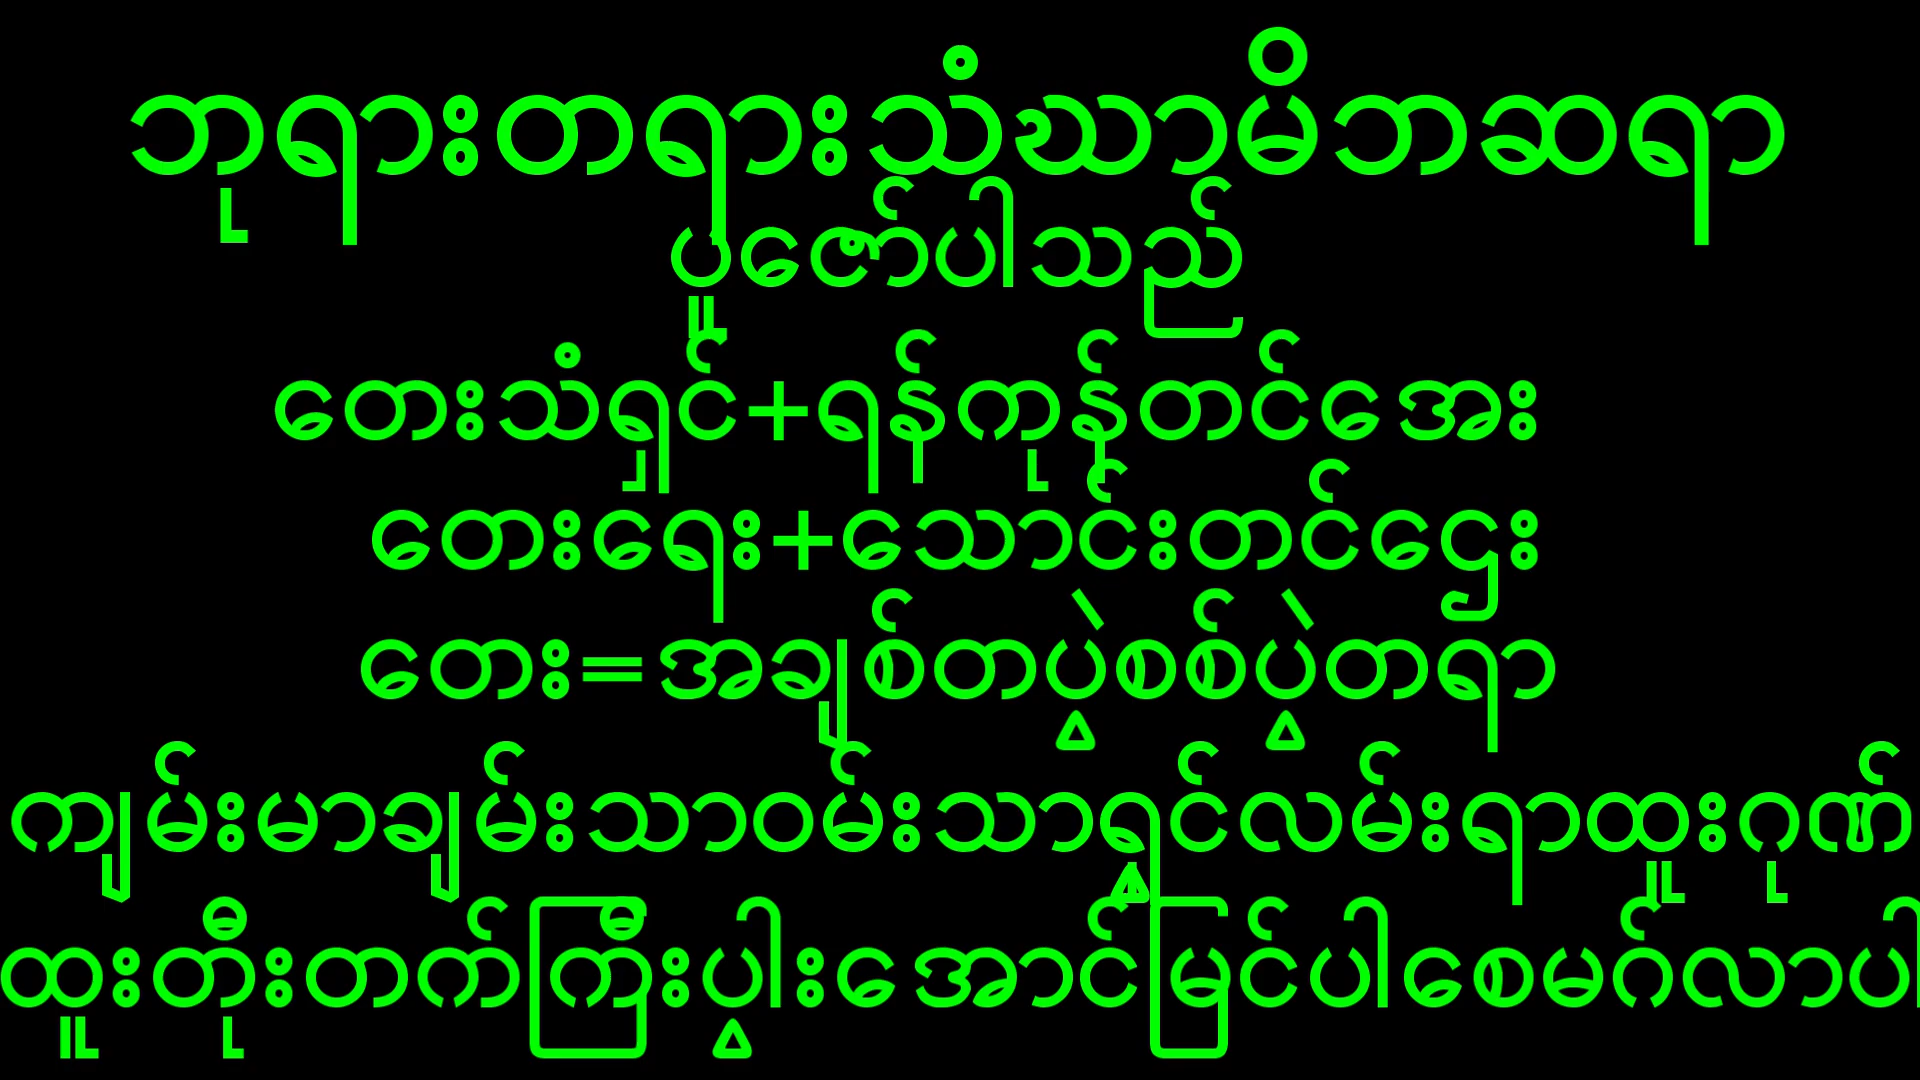 ဘုရားတရားသံဃာမိဘဆရာ
ပူဇော်ပါသည်
တေးသံရှင်+ရန်ကုန်တင်အေး
တေးရေး+သောင်းတင်ဌေး
တေး=အချစ်တပွဲစစ်ပွဲတရာ
ကျမ်းမာချမ်းသာဝမ်းသာရွှင်လမ်းရာထူးဂုဏ်
ထူးတိုးတက်ကြီးပွါးအောင်မြင်ပါစေမင်္ဂလာပါ